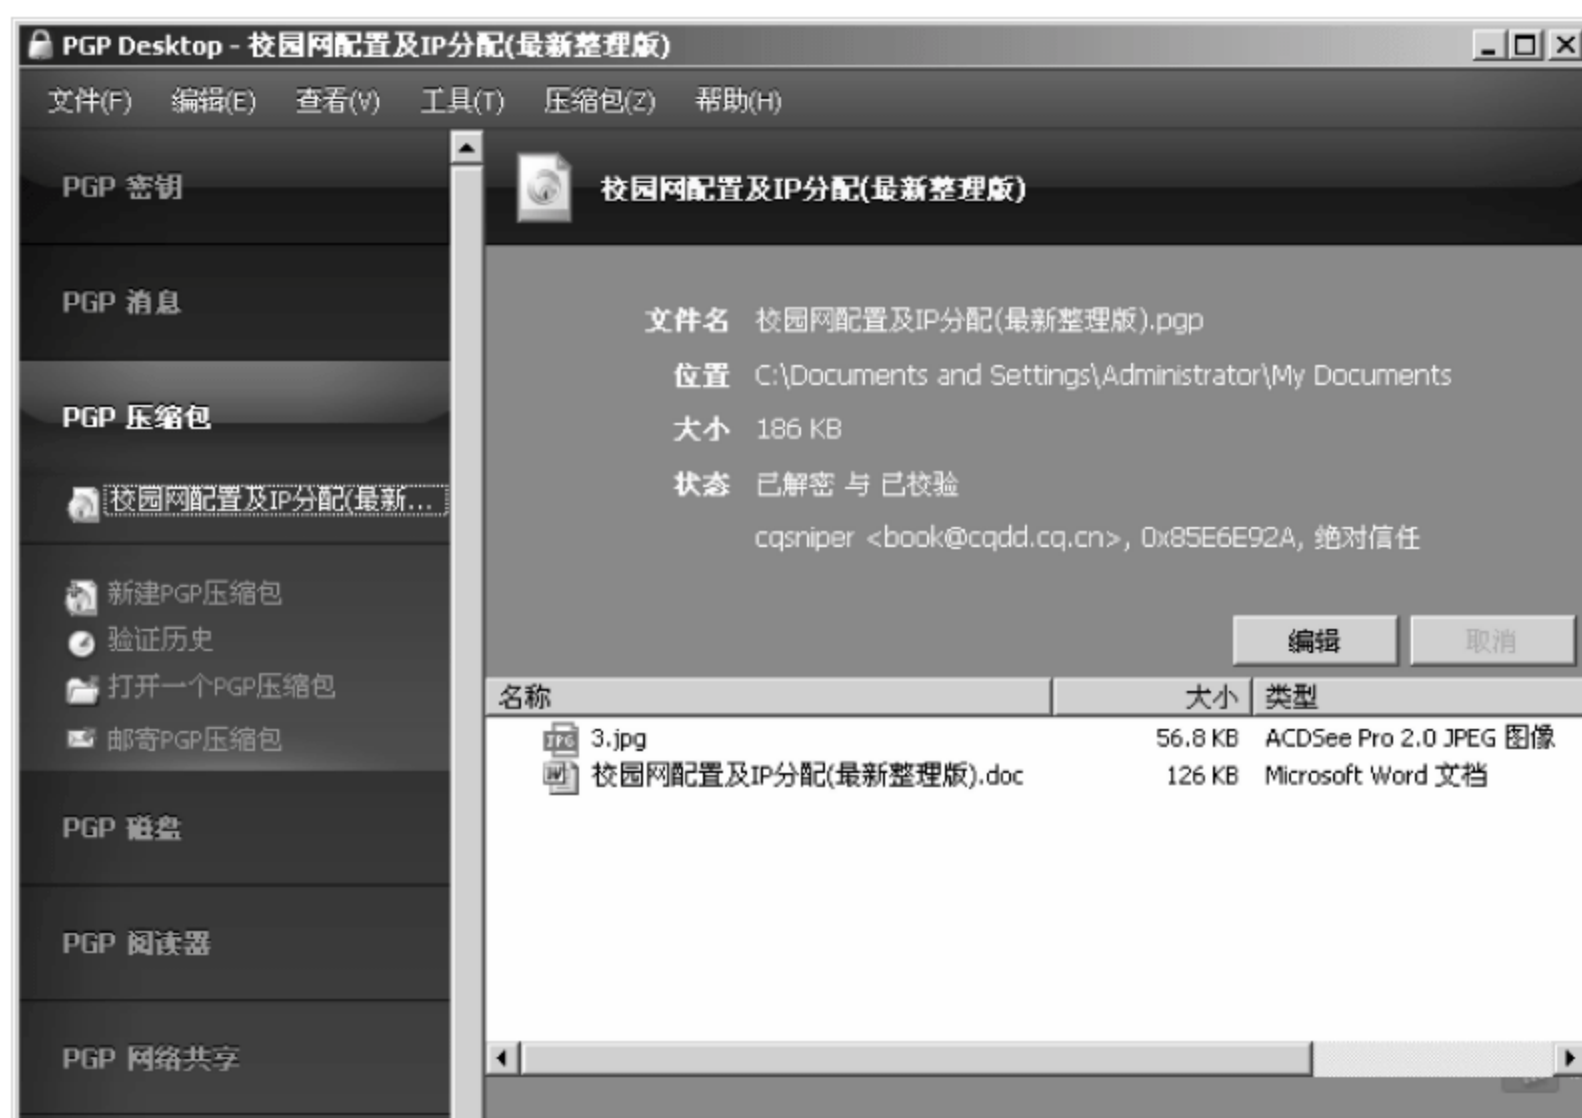 PGP Desktop - 校园网配置及IP分配(最新整理版)
文件(F) 编辑(E) 查看(V) 工具(T) 压缩包(Z) 帮助(H)
PGP 密钥
PGP 消息
PGP 压缩包
校园网配置及IP分配(最新...
新建PGP压缩包
验证历史
打开一个PGP压缩包
邮寄PGP压缩包
PGP 磁盘
PGP 阅读器
PGP 网络共享
校园网配置及IP分配(最新整理版)
文件名 校园网配置及IP分配(最新整理版).pgp
位置 C:\Documents and Settings\Administrator\My Documents
大小 186 KB
状态 已解密 与 已校验
cqsniper <book@cqdd.cq.cn>, 0x85E6E92A, 绝对信任
编辑 取消
名称 大小 类型
3.jpg 56.8 KB ACDSee Pro 2.0 JPEG 图像
校园网配置及IP分配(最新整理版).doc 126 KB Microsoft Word 文档